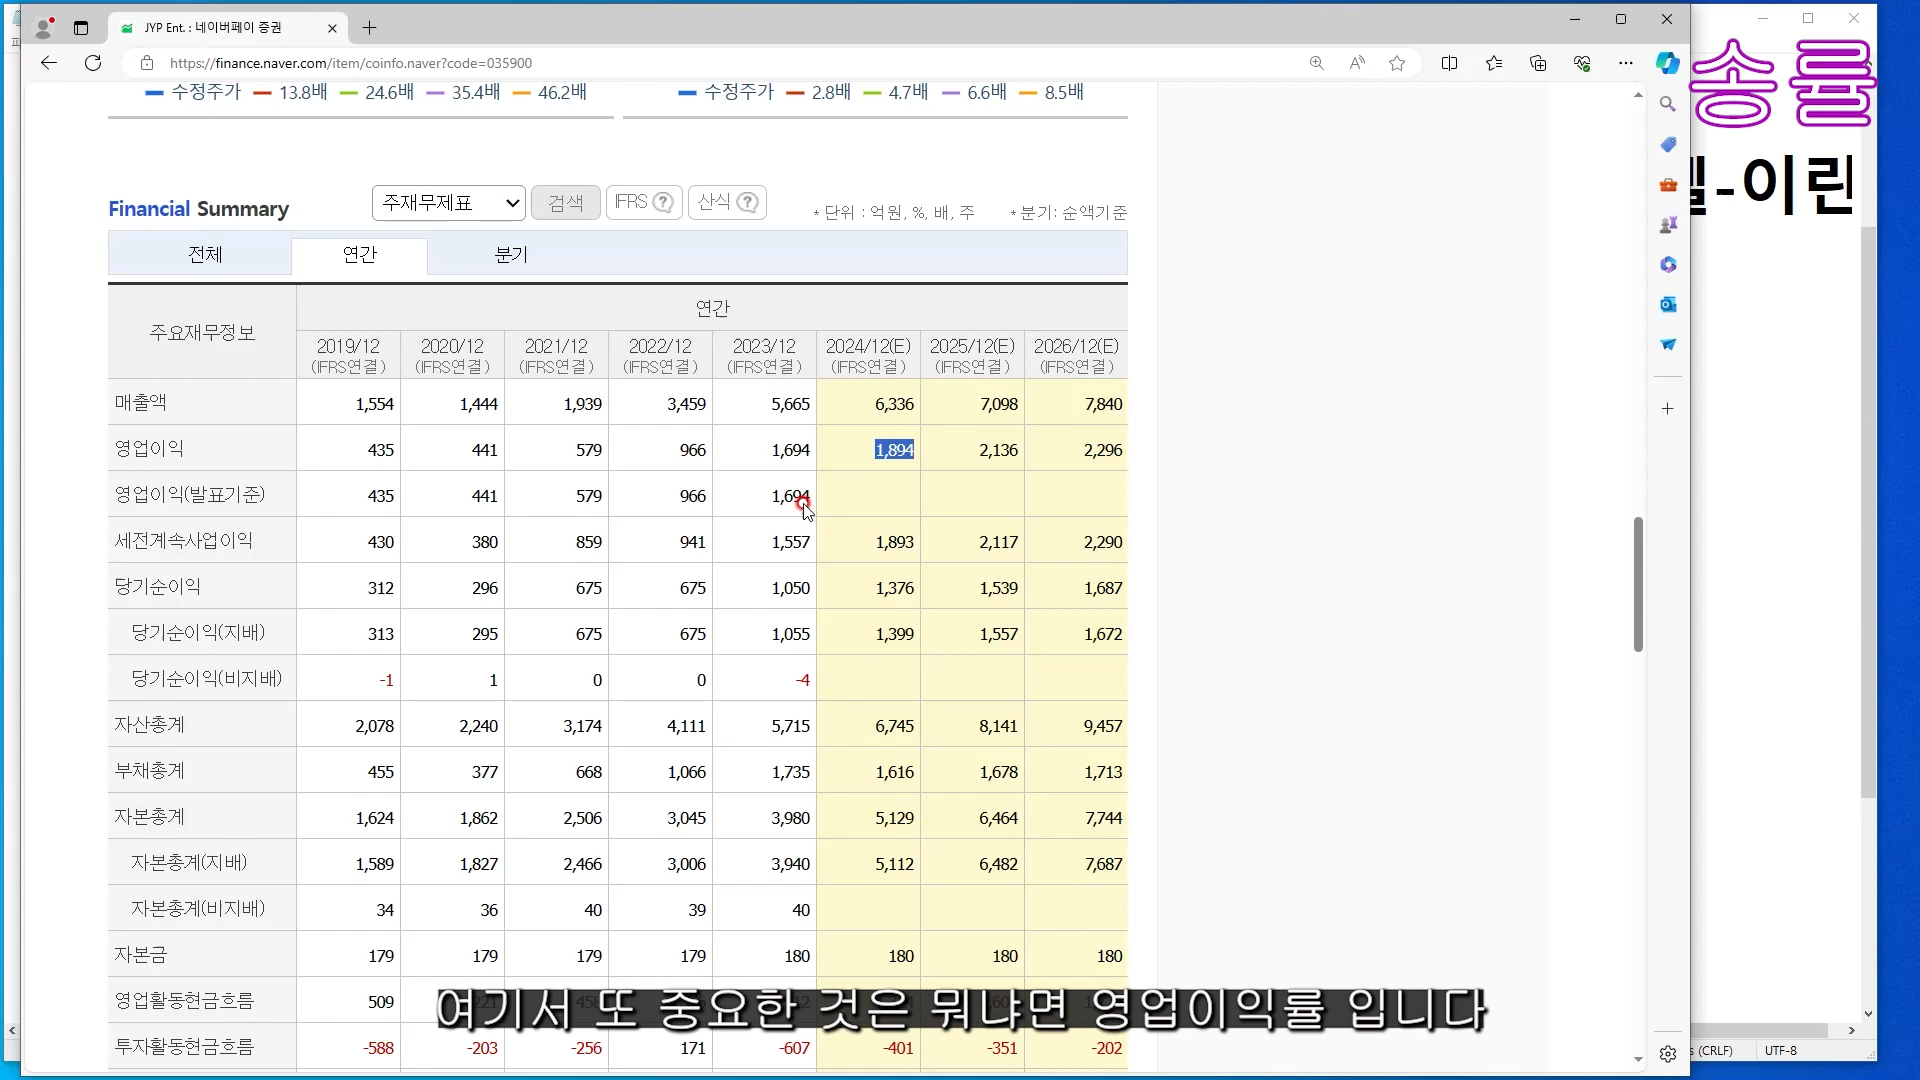 JYP Ent. : 네이버페이 증권
https://finance.naver.com/item/coinfo.naver?code=035900
송률
-이린
수정주가 13.8배 24.6배 35.4배 46.2배 수정주가 2.8배 4.7배 6.6배 8.5배
Financial Summary 주재무제표 검색 IFRS ? 산식 ? * 단위 : 억원, %, 배, 주 * 분기: 순액기준
전체 연간 분기
주요재무정보 연간
2019/12 2020/12 2021/12 2022/12 2023/12 2024/12(E) 2025/12(E) 2026/12(E)
(IFRS연결) (IFRS연결) (IFRS연결) (IFRS연결) (IFRS연결) (IFRS연결) (IFRS연결) (IFRS연결)
매출액 1,554 1,444 1,939 3,459 5,665 6,336 7,098 7,840
영업이익 435 441 579 966 1,694 1,894 2,136 2,296
영업이익(발표기준) 435 441 579 966 1,694
세전계속사업이익 430 380 859 941 1,557 1,893 2,117 2,290
당기순이익 312 296 675 675 1,050 1,376 1,539 1,687
당기순이익(지배) 313 295 675 675 1,055 1,399 1,557 1,672
당기순이익(비지배) -1 1 0 0 -4
자산총계 2,078 2,240 3,174 4,111 5,715 6,745 8,141 9,457
부채총계 455 377 668 1,066 1,735 1,616 1,678 1,713
자본총계 1,624 1,862 2,506 3,045 3,980 5,129 6,464 7,744
자본총계(지배) 1,589 1,827 2,466 3,006 3,940 5,112 6,482 7,687
자본총계(비지배) 34 36 40 39 40
자본금 179 179 179 179 180 180 180 180
영업활동현금흐름 509
여기서 또 중요한 것은 뭐냐면 영업이익률 입니다
투자활동현금흐름 -588 -203 -256 171 -607 -401 -351 -202
(CRLF) UTF-8